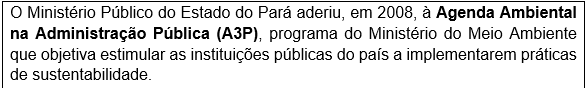 O Ministério Público do Estado do Pará aderiu, em 2008, à Agenda Ambiental
na Administração Pública (A3P), programa do Ministério do Meio Ambiente
que objetiva estimular as instituições públicas do país a implementarem práticas
de sustentabilidade.